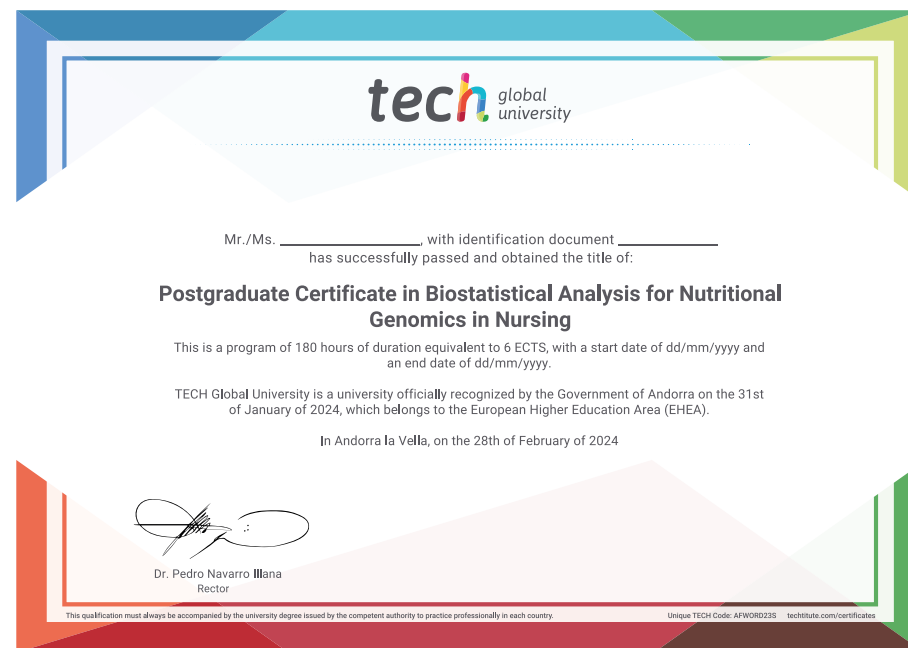 tech global
university
Mr./Ms. ____________________, with identification document ______________
has successfully passed and obtained the title of:
Postgraduate Certificate in Biostatistical Analysis for Nutritional
Genomics in Nursing
This is a program of 180 hours of duration equivalent to 6 ECTS, with a start date of dd/mm/yyyy and
an end date of dd/mm/yyyy.
TECH Global University is a university officially recognized by the Government of Andorra on the 31st
of January of 2024, which belongs to the European Higher Education Area (EHEA).
In Andorra la Vella, on the 28th of February of 2024
Dr. Pedro Navarro Illana
Rector
This qualification must always be accompanied by the university degree issued by the competent authority to practice professionally in each country.
Unique TECH Code: AFWORD23S techtitute.com/certificates